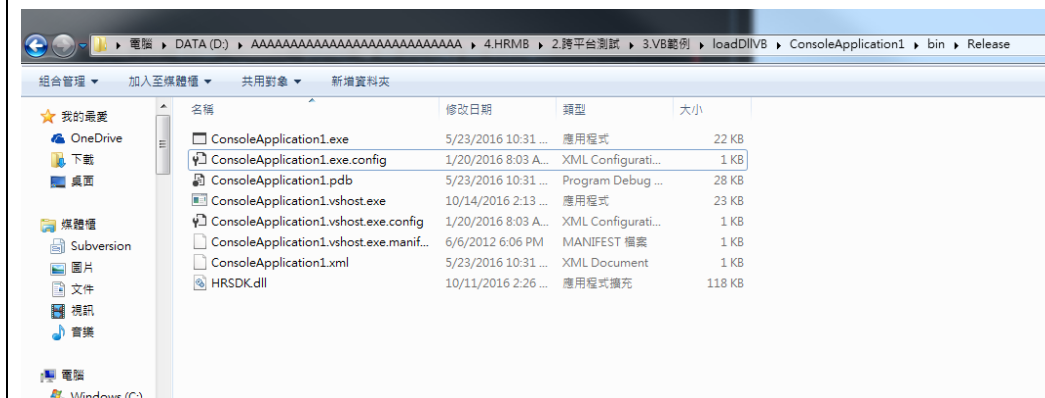 電腦 ▸ DATA (D:) ▸ AAAAAAAAAAAAAAAAAAAAAAAAAAA ▸ 4.HRMB ▸ 2.跨平台測試 ▸ 3.VB範例 ▸ loadDllVB ▸ ConsoleApplication1 ▸ bin ▸ Release
組合管理 ▼ 加入至媒體櫃 ▼ 共用對象 ▼ 新增資料夾
我的最愛
OneDrive
下載
桌面
媒體櫃
Subversion
圖片
文件
視訊
音樂
電腦
Windows (C:)
名稱 修改日期 類型 大小
ConsoleApplication1.exe 5/23/2016 10:31 ... 應用程式 22 KB
ConsoleApplication1.exe.config 1/20/2016 8:03 A... XML Configurati... 1 KB
ConsoleApplication1.pdb 5/23/2016 10:31 ... Program Debug ... 28 KB
ConsoleApplication1.vshost.exe 10/14/2016 2:13 ... 應用程式 23 KB
ConsoleApplication1.vshost.exe.config 1/20/2016 8:03 A... XML Configurati... 1 KB
ConsoleApplication1.vshost.exe.manif... 6/6/2012 6:06 PM MANIFEST 檔案 1 KB
ConsoleApplication1.xml 5/23/2016 10:31 ... XML Document 1 KB
HRSDK.dll 10/11/2016 2:26 ... 應用程式擴充 118 KB